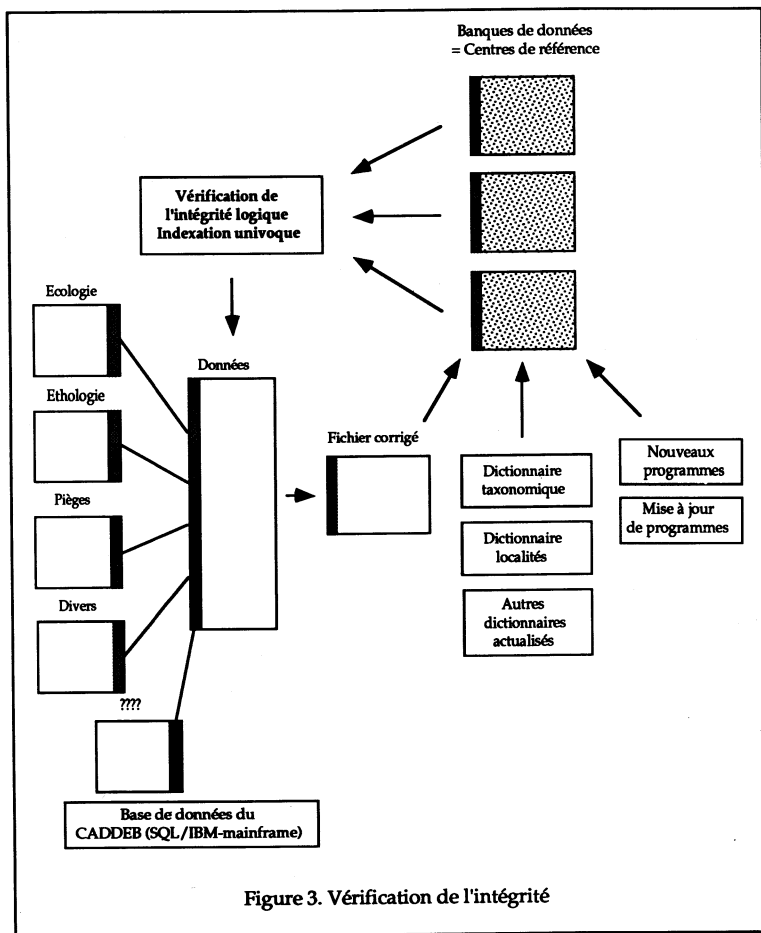 Banques de données
= Centres de référence
Vérification de
l'intégrité logique
Indexation univoque
Ecologie
Données
Ethologie
Fichier corrigé
Pièges
Divers
????
Dictionnaire
taxonomique
Dictionnaire
localités
Autres
dictionnaires
actualisés
Nouveaux
programmes
Mise à jour
de programmes
Base de données du
CADDEB (SQL/IBM-mainframe)
Figure 3. Vérification de l'intégrité